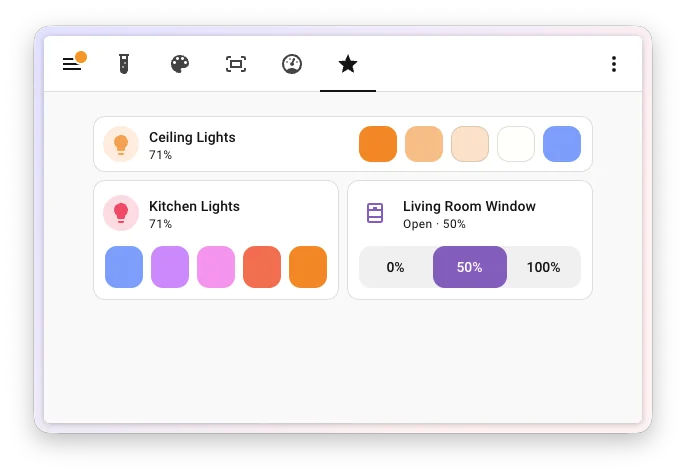 Ceiling Lights
71%
Kitchen Lights
71%
Living Room Window
Open · 50%
0%
50%
100%